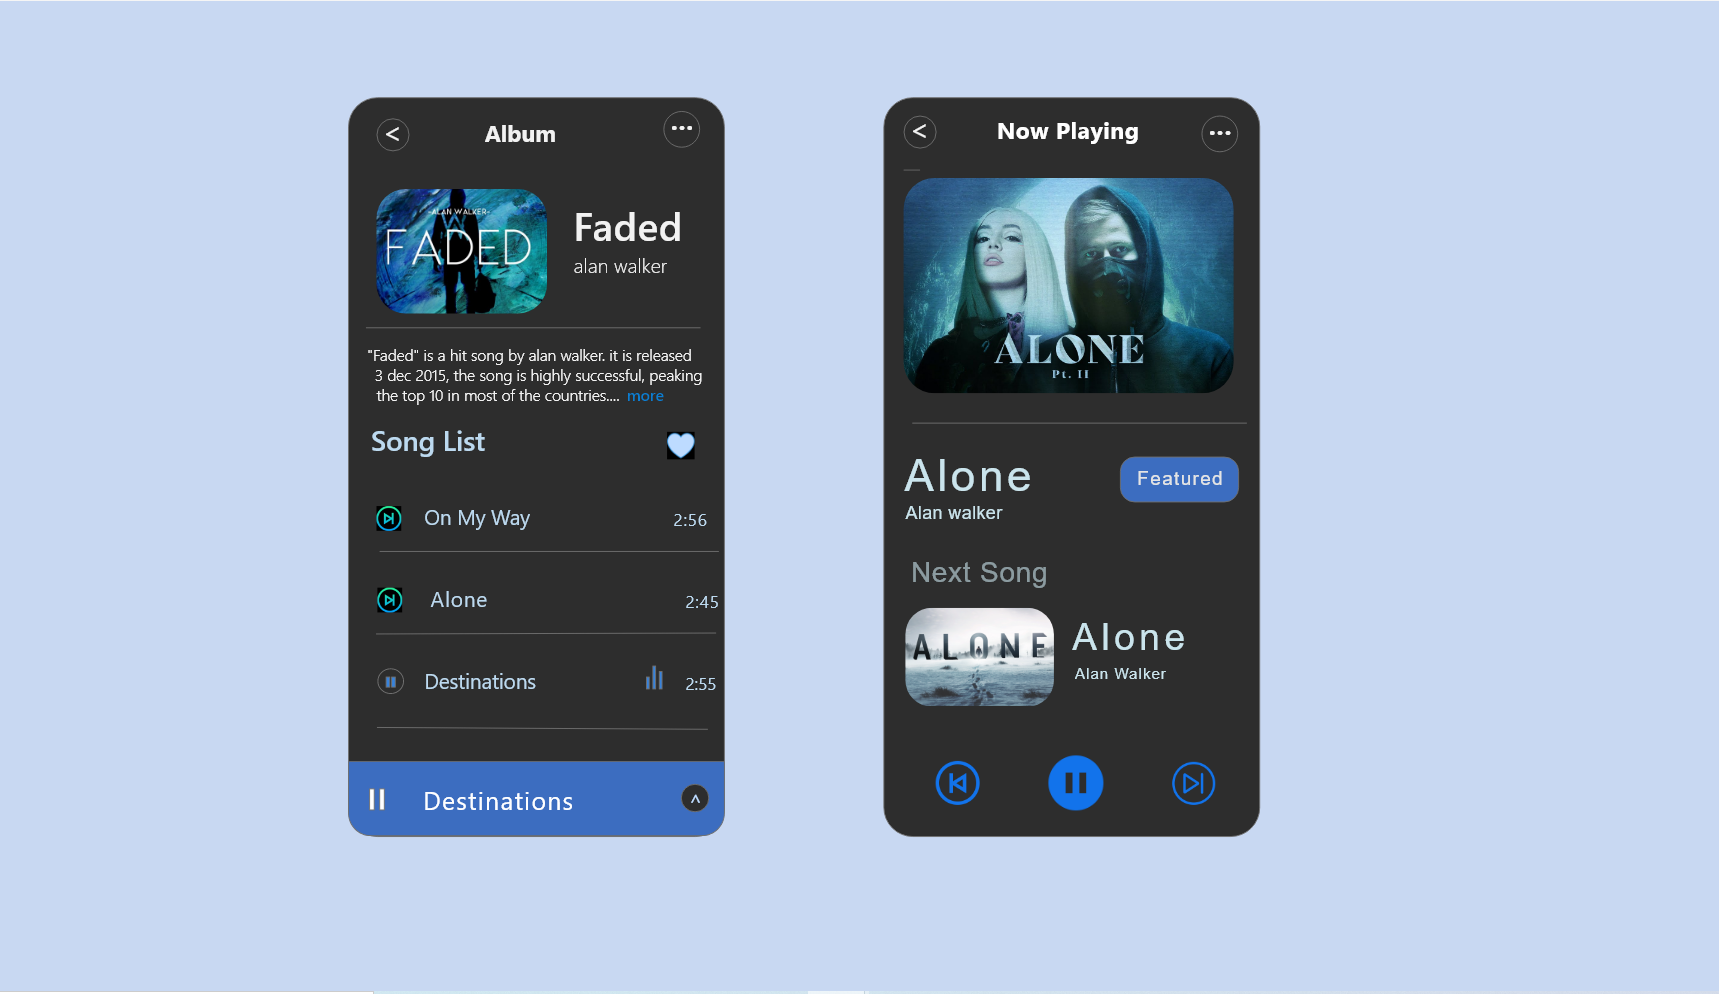 <
Album
...
-ALAN WALKER-
FADED
Faded
alan walker
"Faded" is a hit song by alan walker. it is released
3 dec 2015, the song is highly successful, peaking
the top 10 in most of the countries.... more
Song List
On My Way
2:56
Alone
2:45
Destinations
2:55
Destinations
^
<
Now Playing
...
ALONE
Pt. II
Alone
Featured
Alan walker
Next Song
ALONE
Alone
Alan Walker